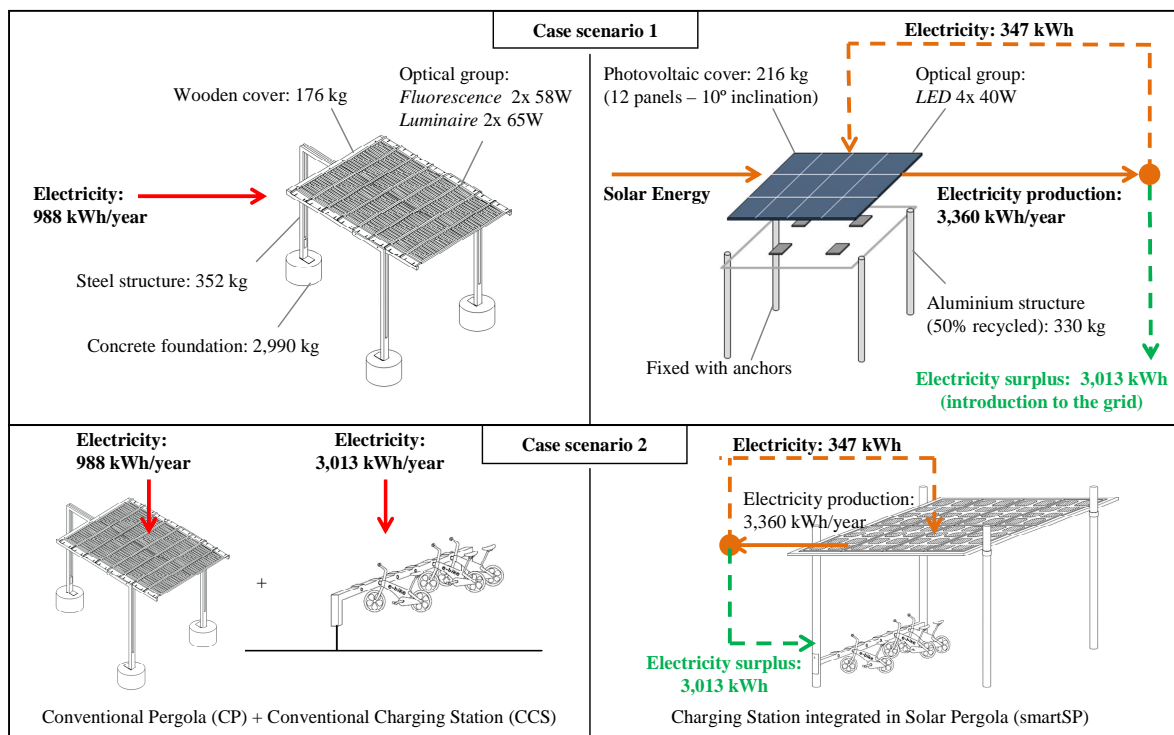 Case scenario 1
Wooden cover: 176 kg
Optical group:
Fluorescence 2x 58W
Luminaire 2x 65W
Electricity:
988 kWh/year
Steel structure: 352 kg
Concrete foundation: 2,990 kg
Electricity: 347 kWh
Photovoltaic cover: 216 kg
(12 panels – 10º inclination)
Optical group:
LED 4x 40W
Solar Energy
Electricity production:
3,360 kWh/year
Aluminium structure
(50% recycled): 330 kg
Fixed with anchors
Electricity surplus: 3,013 kWh
(introduction to the grid)
Case scenario 2
Electricity:
988 kWh/year
Electricity:
3,013 kWh/year
+
Conventional Pergola (CP) + Conventional Charging Station (CCS)
Electricity: 347 kWh
Electricity production:
3,360 kWh/year
Electricity surplus:
3,013 kWh
Charging Station integrated in Solar Pergola (smartSP)